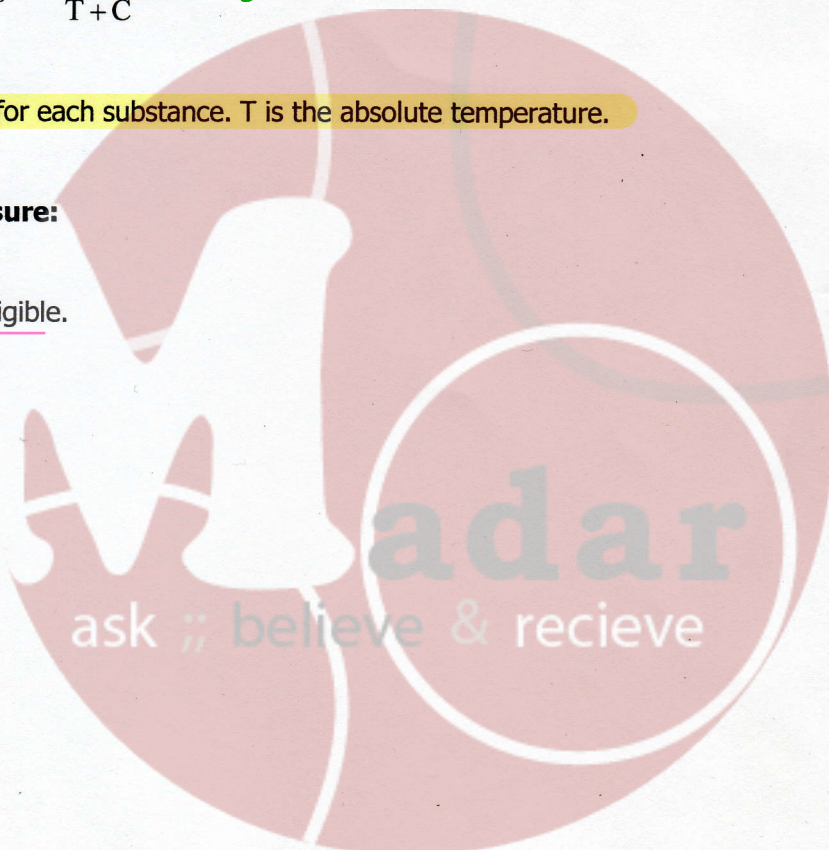 T + C
for each substance. T is the absolute temperature.
sure:
igible.
Madar
ask ;; believe & recieve